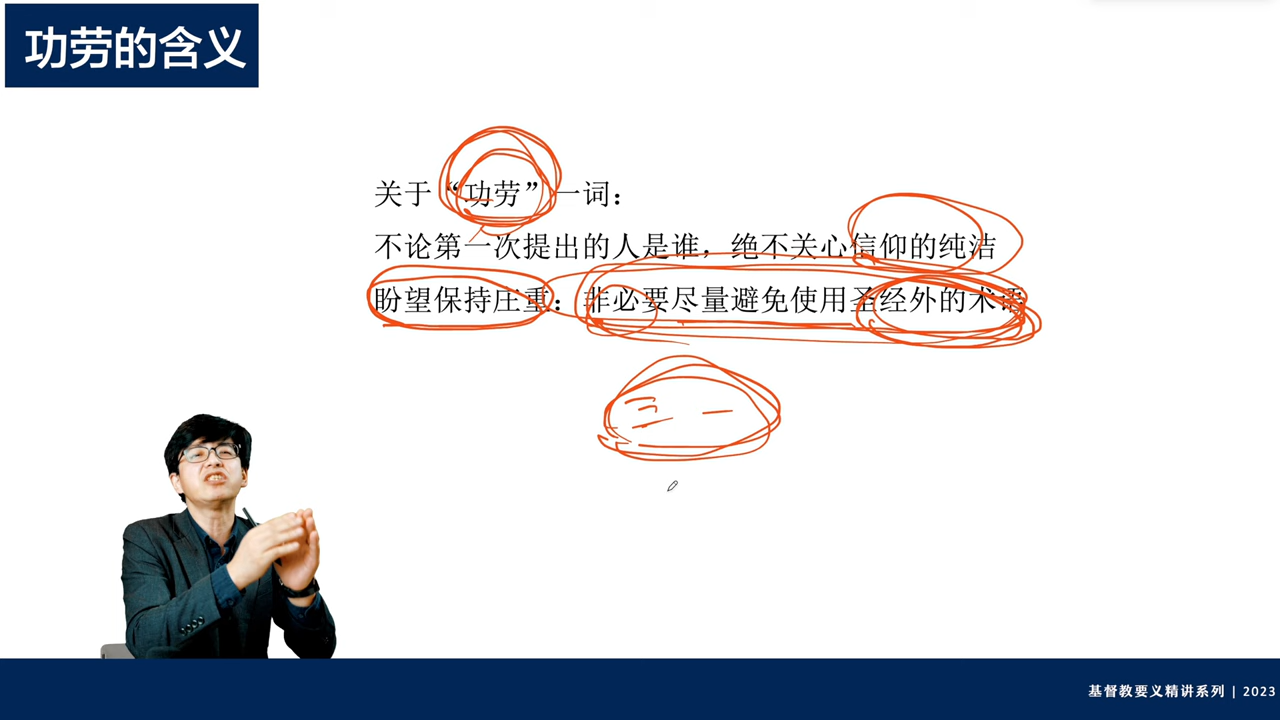 功劳的含义
关于“功劳”一词：
不论第一次提出的人是谁，绝不关心信仰的纯洁
盼望保持庄重：非必要尽量避免使用圣经外的术语
基督教要义精讲系列 | 2023